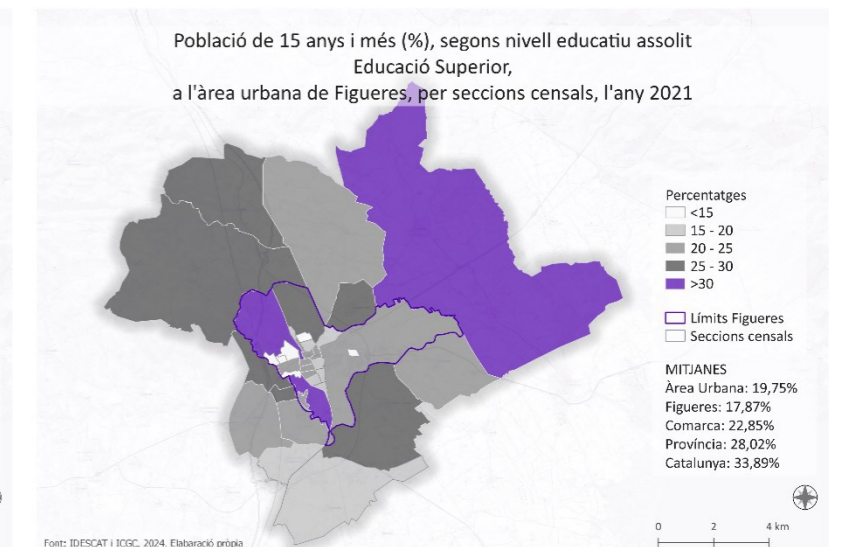 Població de 15 anys i més (%), segons nivell educatiu assolit
Educació Superior,
a l'àrea urbana de Figueres, per seccions censals, l'any 2021
Percentatges
<15
15 - 20
20 - 25
25 - 30
>30
Límits Figueres
Seccions censals
MITJANES
Àrea Urbana: 19,75%
Figueres: 17,87%
Comarca: 22,85%
Província: 28,02%
Catalunya: 33,89%
0 2 4 km
Font: IDESCAT i ICGC, 2024. Elaboració pròpia